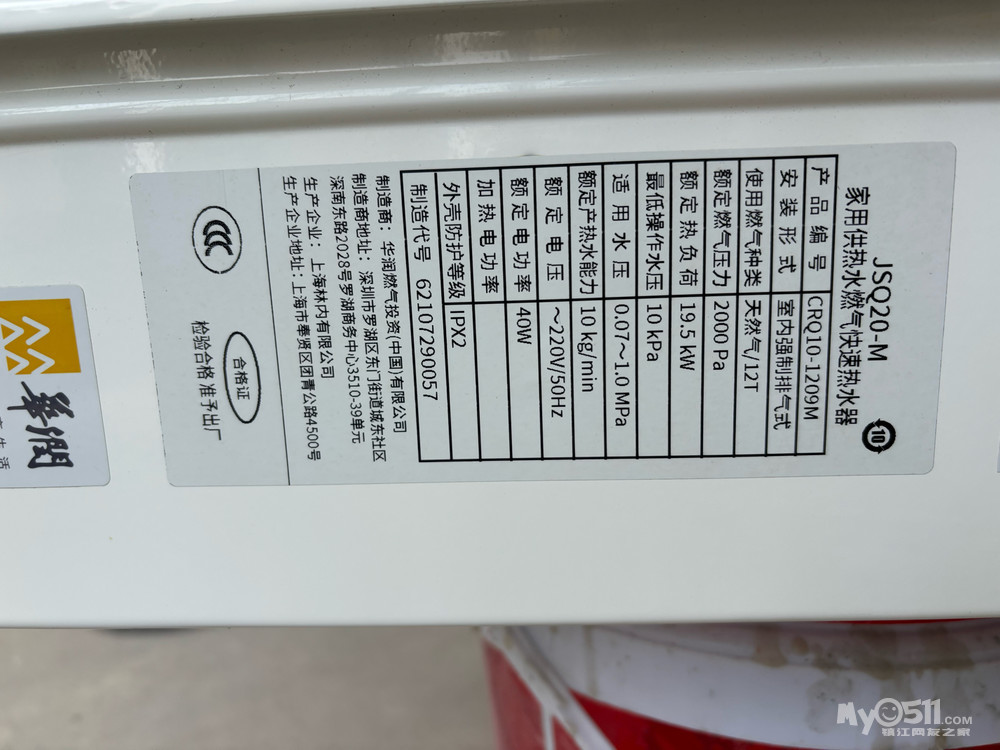 JSQ20-M
家用供热水燃气快速热水器
10
产品编号 CRQ10-1209M
安装形式 室内强制排气式
使用燃气种类 天然气/12T
额定燃气压力 2000Pa
额定热负荷 19.5 kW
最低操作水压 10 kPa
适用水压 0.07～1.0 MPa
额定产热水能力 10 kg/min
额定电压 ～220V/50Hz
额定电功率 40W
加热电功率
外壳防护等级 IPX2
制造代号 62107290057
制造商：华润燃气投资(中国)有限公司
制造商地址：深圳市罗湖区东门街道城东社区
深南东路2028号罗湖商务中心3510-39单元
生产企业：上海林内有限公司
生产企业地址：上海市奉贤区团青公路4500号
CCC
合格证
检验合格 准予出厂
華潤
生活
My0511.COM
镇江网友之家